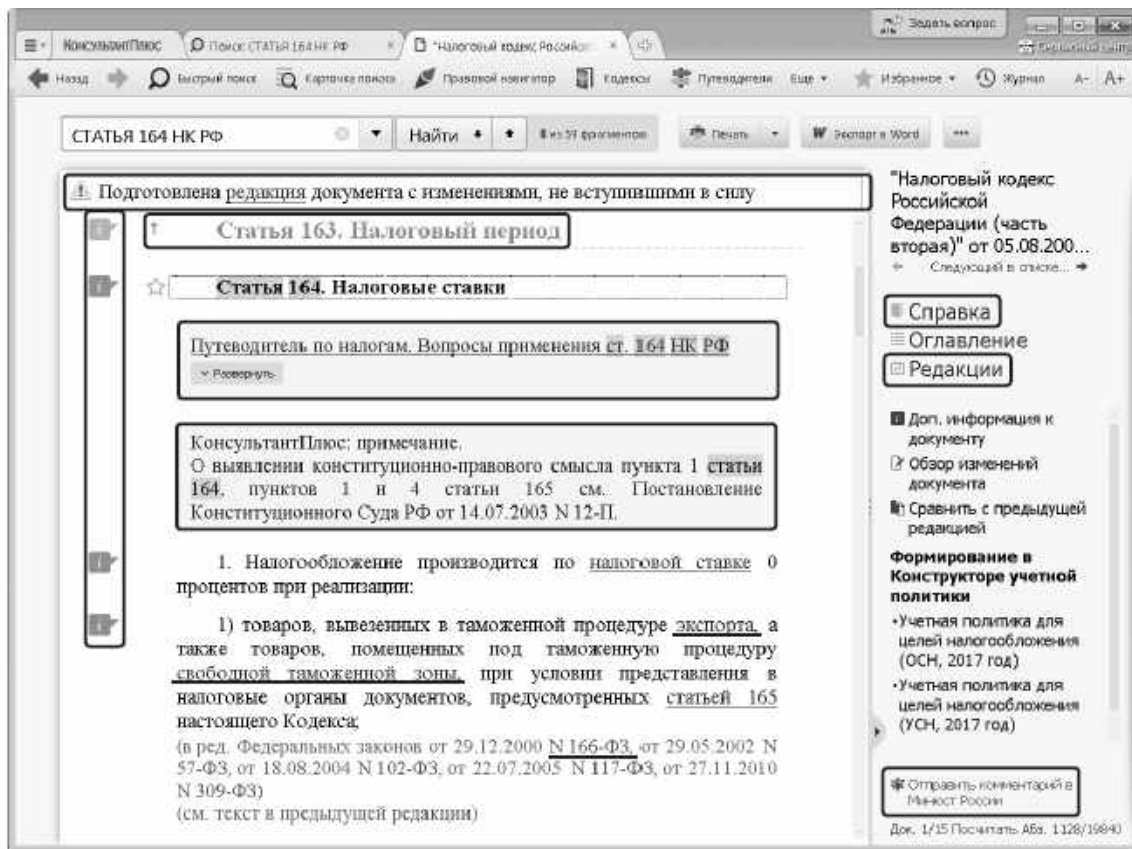 Задать вопрос
КонсультантПлюс
Поиск: СТАТЬЯ 164 НК РФ
"Налоговый кодекс Российс
Назад
Быстрый поиск
Карточка поиска
Правовой навигатор
Кодексы
Путеводители
Еще
Избранное
Журнал
А-
А+
СТАТЬЯ 164 НК РФ
Найти
из 59 фрагментов
Печать
Экспорт в Word
Подготовлена редакция документа с изменениями, не вступившими в силу
Статья 163. Налоговый период
Статья 164. Налоговые ставки
Путеводитель по налогам. Вопросы применения ст. 164 НК РФ
Развернуть
КонсультантПлюс: примечание.
О выявлении конституционно-правового смысла пункта 1 статьи
164, пунктов 1 и 4 статьи 165 см. Постановление
Конституционного Суда РФ от 14.07.2003 N 12-П.
1. Налогообложение производится по налоговой ставке 0
процентов при реализации:
1) товаров, вывезенных в таможенной процедуре экспорта, а
также товаров, помещенных под таможенную процедуру
свободной таможенной зоны, при условии представления в
налоговые органы документов, предусмотренных статьей 165
настоящего Кодекса;
(в ред. Федеральных законов от 29.12.2000 N 166-ФЗ, от 29.05.2002 N
57-ФЗ, от 18.08.2004 N 102-ФЗ, от 22.07.2005 N 117-ФЗ, от 27.11.2010
N 309-ФЗ)
(см. текст в предыдущей редакции)
"Налоговый кодекс
Российской
Федерации (часть
вторая)" от 05.08.200...
Следующий в списке...
Справка
Оглавление
Редакции
Доп. информация к
документу
Обзор изменений
документа
Сравнить с предыдущей
редакцией
Формирование в
Конструкторе учетной
политики
•Учетная политика для
целей налогообложения
(ОСН, 2017 год)
•Учетная политика для
целей налогообложения
(УСН, 2017 год)
Отправить комментарий в
Минюст России
Док. 1/15 Посчитать Абз. 1128/19840